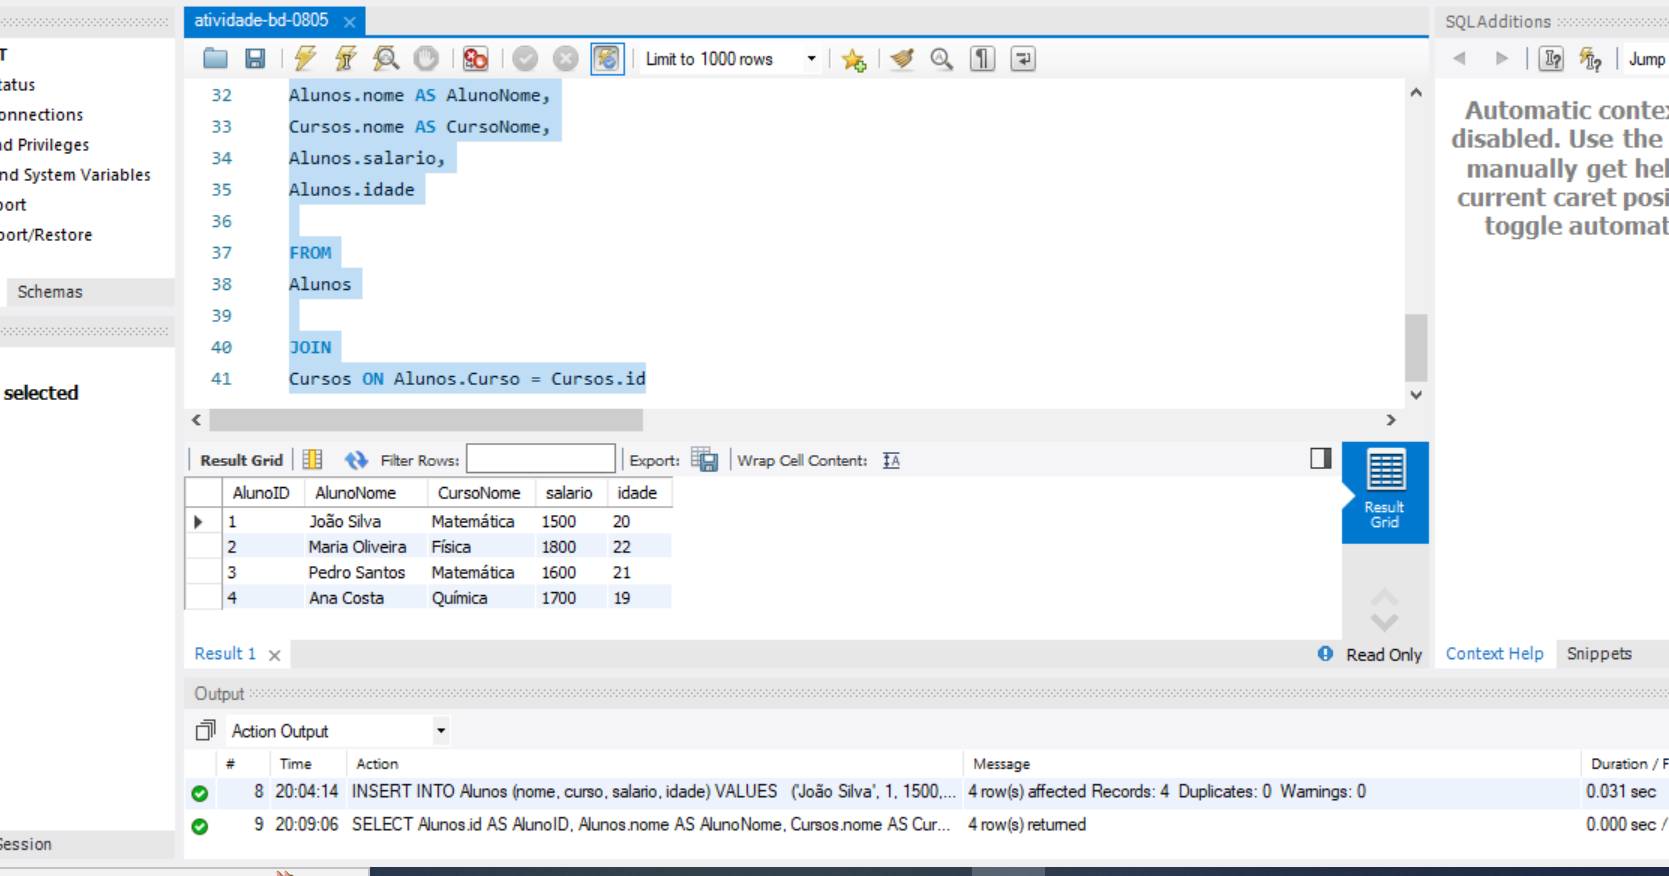 atividade-bd-0805
SQLAdditions
T
tatus
onnections
nd Privileges
nd System Variables
port
port/Restore
Schemas
selected
Session
Limit to 1000 rows
Jump
32 Alunos.nome AS AlunoNome,
33 Cursos.nome AS CursoNome,
34 Alunos.salario,
35 Alunos.idade
36
37 FROM
38 Alunos
39
40 JOIN
41 Cursos ON Alunos.Curso = Cursos.id
Automatic contex
disabled. Use the
manually get hel
current caret posi
toggle automat
Result Grid Filter Rows: Export: Wrap Cell Content:
AlunoID AlunoNome CursoNome salario idade
1 João Silva Matemática 1500 20
2 Maria Oliveira Física 1800 22
3 Pedro Santos Matemática 1600 21
4 Ana Costa Química 1700 19
Result
Grid
Result 1
Read Only
Context Help Snippets
Output
Action Output
# Time Action Message Duration / F
8 20:04:14 INSERT INTO Alunos (nome, curso, salario, idade) VALUES ('João Silva', 1, 1500,... 4 row(s) affected Records: 4 Duplicates: 0 Warnings: 0 0.031 sec
9 20:09:06 SELECT Alunos.id AS AlunoID, Alunos.nome AS AlunoNome, Cursos.nome AS Cur... 4 row(s) returned 0.000 sec /